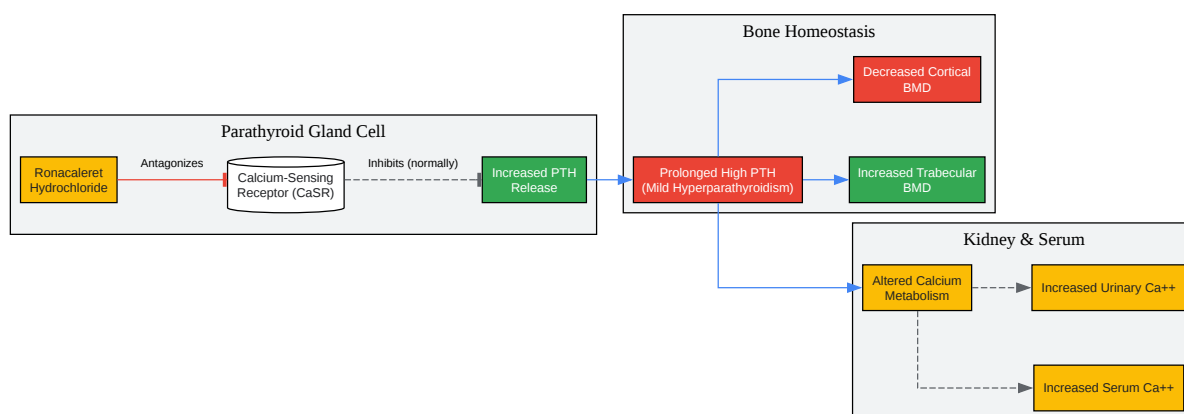 Bone Homeostasis
Decreased Cortical
BMD
Parathyroid Gland Cell
Ronacaleret
Hydrochloride
Antagonizes
Calcium-Sensing
Receptor (CaSR)
Inhibits (normally)
Increased PTH
Release
Prolonged High PTH
(Mild Hyperparathyroidism)
Increased Trabecular
BMD
Kidney & Serum
Altered Calcium
Metabolism
Increased Urinary Ca++
Increased Serum Ca++